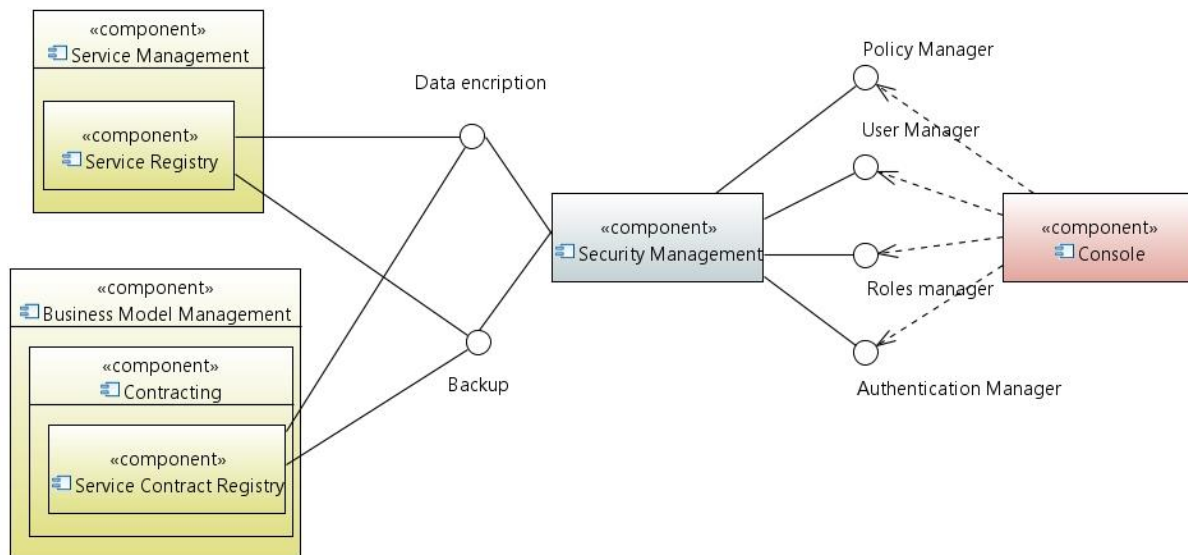 «component»
Service Management
«component»
Service Registry
«component»
Business Model Management
«component»
Contracting
«component»
Service Contract Registry
Data encription
Backup
«component»
Security Management
Policy Manager
User Manager
Roles manager
Authentication Manager
«component»
Console